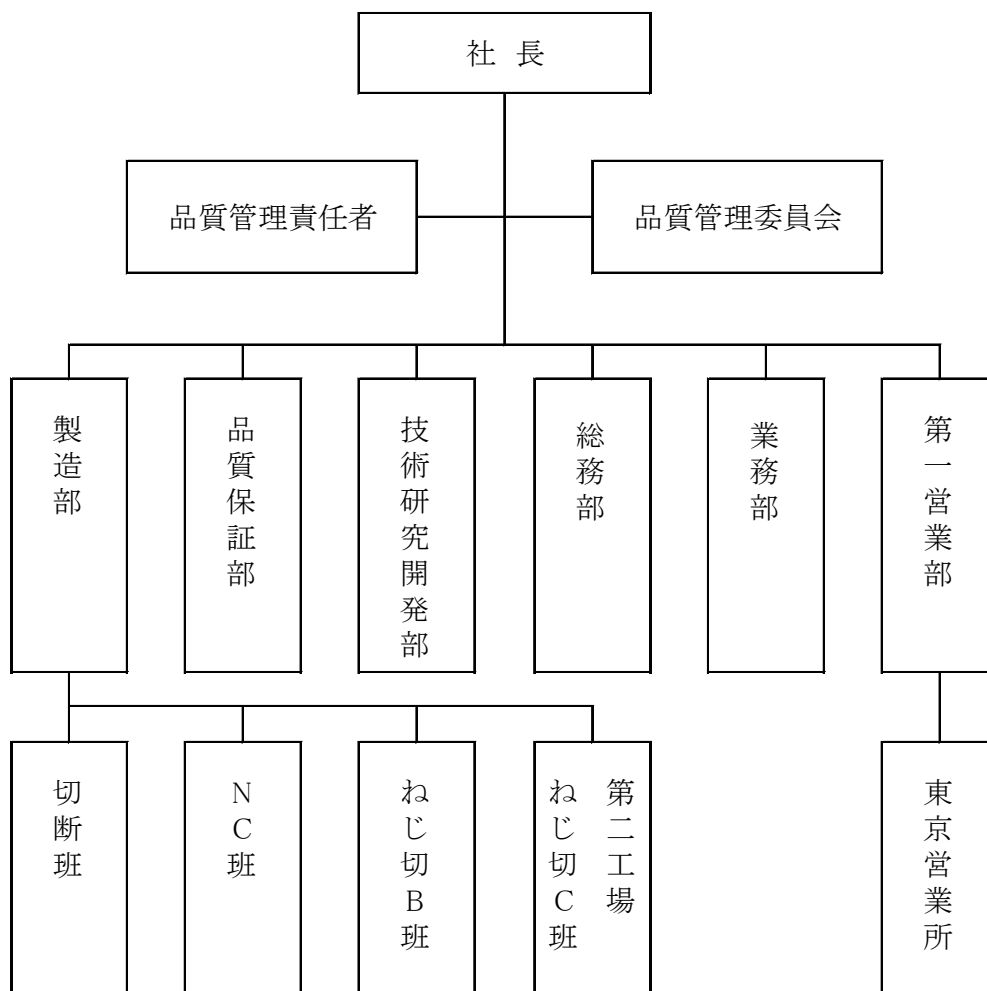 社長
品質管理責任者
品質管理委員会
製造部
品質保証部
技術研究開発部
総務部
業務部
第一営業部
切断班
NC班
ねじ切B班
第二工場
ねじ切C班
東京営業所